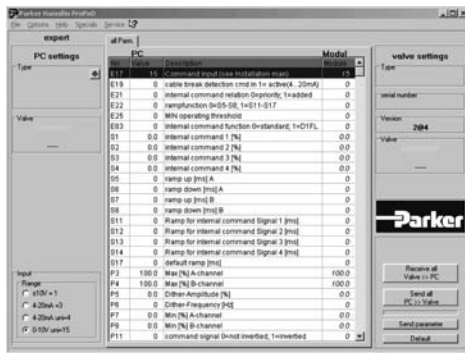 Parker Hannifin ProPxD
File Options Help Specials Service
expert
PC settings
Type
Valve
Input
Range
±10V = 1
4-20mA =3
4-20mA uni=4
0-10V uni=15
all Par.
PC Modul
No. Value Description Module
E17 15 Command Input (see Installation man) 15
E19 0 cable break detection cmd in 1= active(4...20mA) 0
E21 0 internal command relation 0=priority; 1=added 0
E22 0 rampfunction 0=S5-S8, 1=S11-S17 0
E25 0 MIN operating threshold 0
E83 0 internal command function 0=standard; 1=D1FL 0
S1 0.0 internal command 1 [%] 0.0
S2 0.0 internal command 2 [%] 0.0
S3 0.0 internal command 3 [%] 0.0
S4 0.0 internal command 4 [%] 0.0
S5 0 ramp up [ms] A 0
S6 0 ramp down [ms] A 0
S7 0 ramp up [ms] B 0
S8 0 ramp down [ms] B 0
S11 0 Ramp for internal command Signal 1 [ms] 0
S12 0 Ramp for internal command Signal 2 [ms] 0
S13 0 Ramp for internal command Signal 3 [ms] 0
S14 0 Ramp for internal command Signal 4 [ms] 0
S17 0 default ramp [ms] 0
P3 100.0 Max [%] A-channel 100.0
P4 100.0 Max [%] B-channel 100.0
P5 0.0 Dither-Amplitude [%] 0.0
P6 0 Dither-Frequency [Hz] 0
P7 0.0 Min [%] A-channel 0.0
P8 0.0 Min [%] B-channel 0.0
P11 0 command signal 0=not inverted, 1=inverted 0
valve settings
Type
serial number
Version
2@4
Valve
Parker
Receive all
Valve >> PC
Send all
PC >> Valve
Send parameter
Default